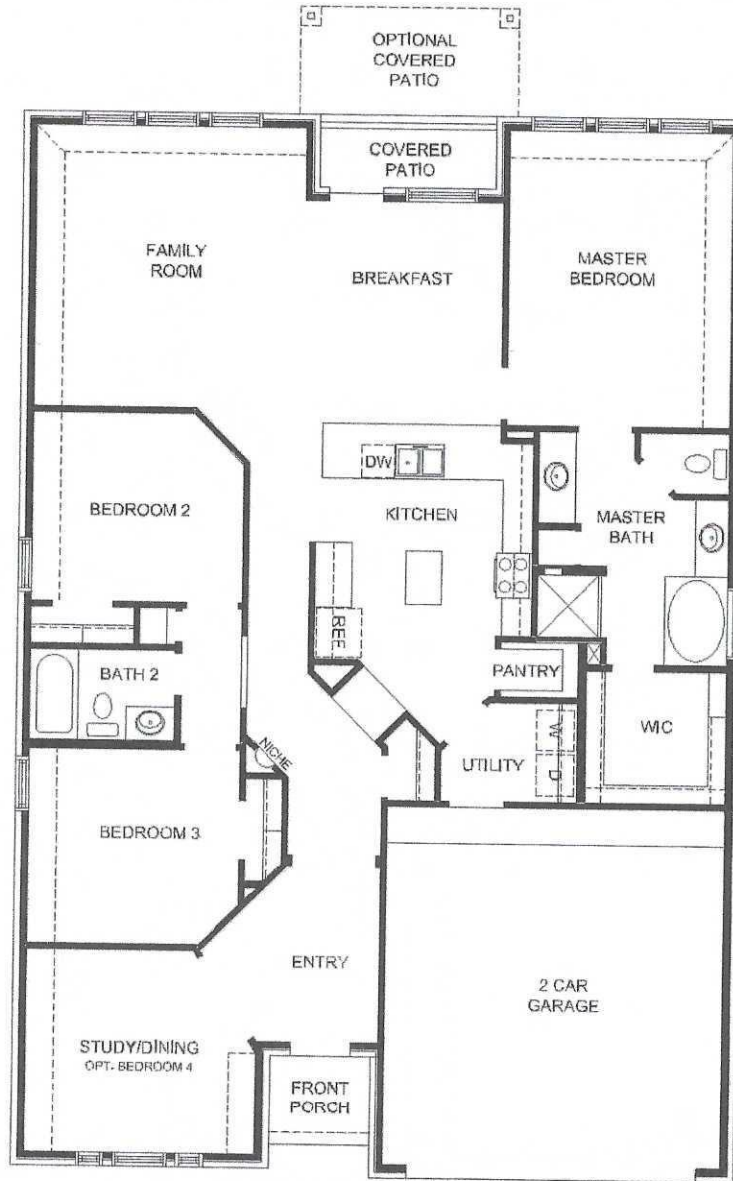 OPTIONAL
COVERED
PATIO
COVERED
PATIO
FAMILY
ROOM
BREAKFAST
MASTER
BEDROOM
DW
BEDROOM 2
KITCHEN
MASTER
BATH
REF
BATH 2
PANTRY
WIC
NICHE
UTILITY
W
D
BEDROOM 3
ENTRY
2 CAR
GARAGE
STUDY/DINING
OPT. BEDROOM 4
FRONT
PORCH